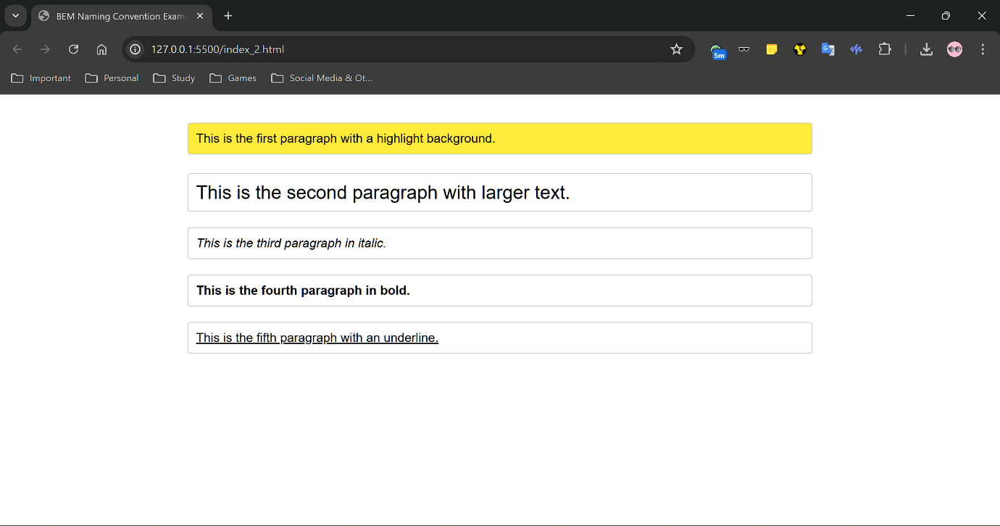 BEM Naming Convention Exam
127.0.0.1:5500/index_2.html
5m
G
Important Personal Study Games Social Media & Ot...
This is the first paragraph with a highlight background.
This is the second paragraph with larger text.
This is the third paragraph in italic.
This is the fourth paragraph in bold.
This is the fifth paragraph with an underline.